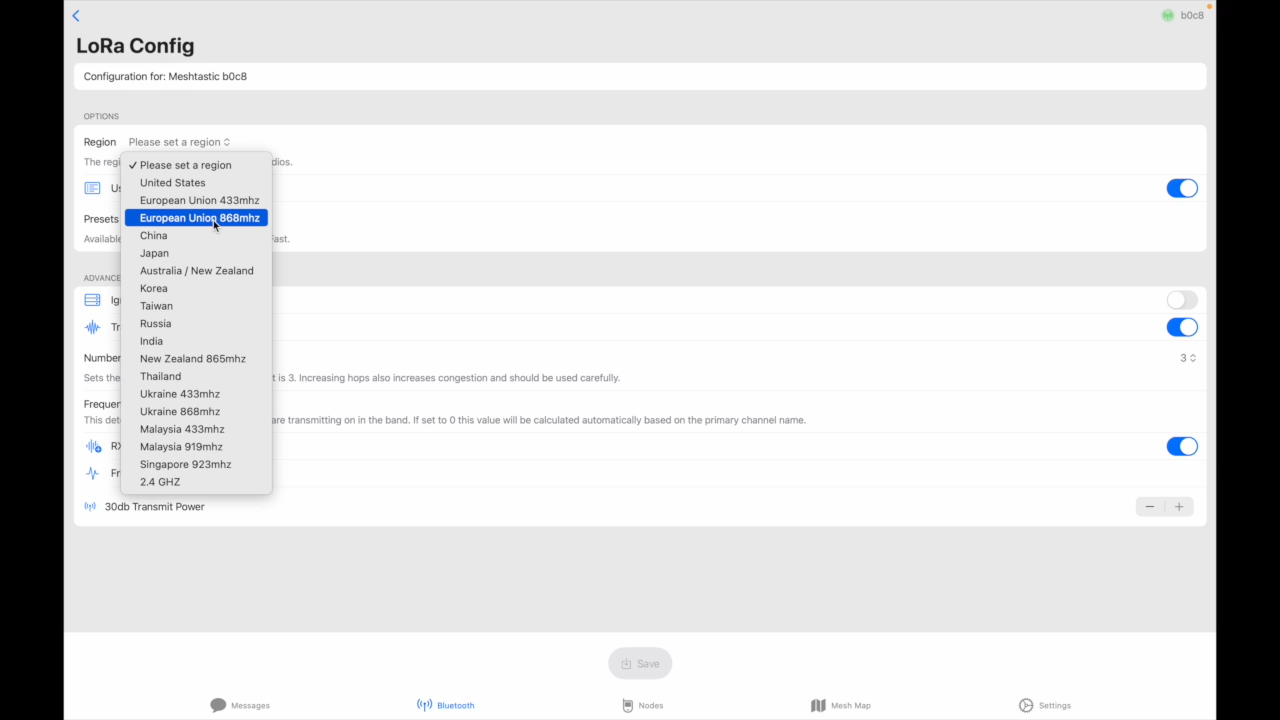 b0c8
LoRa Config
Configuration for: Meshtastic b0c8
OPTIONS
Region Please set a region
The regi dios.
✓ Please set a region
United States
European Union 433mhz
European Union 868mhz
China
Japan
Australia / New Zealand
Korea
Taiwan
Russia
India
New Zealand 865mhz
Thailand
Ukraine 433mhz
Ukraine 868mhz
Malaysia 433mhz
Malaysia 919mhz
Singapore 923mhz
2.4 GHZ
Us
Presets
Available Fast.
ADVANCE
Ig
Tr
Number 3
Sets the t is 3. Increasing hops also increases congestion and should be used carefully.
Frequen
This det are transmitting on in the band. If set to 0 this value will be calculated automatically based on the primary channel name.
RX
Fr
30db Transmit Power
Save
Messages Bluetooth Nodes Mesh Map Settings